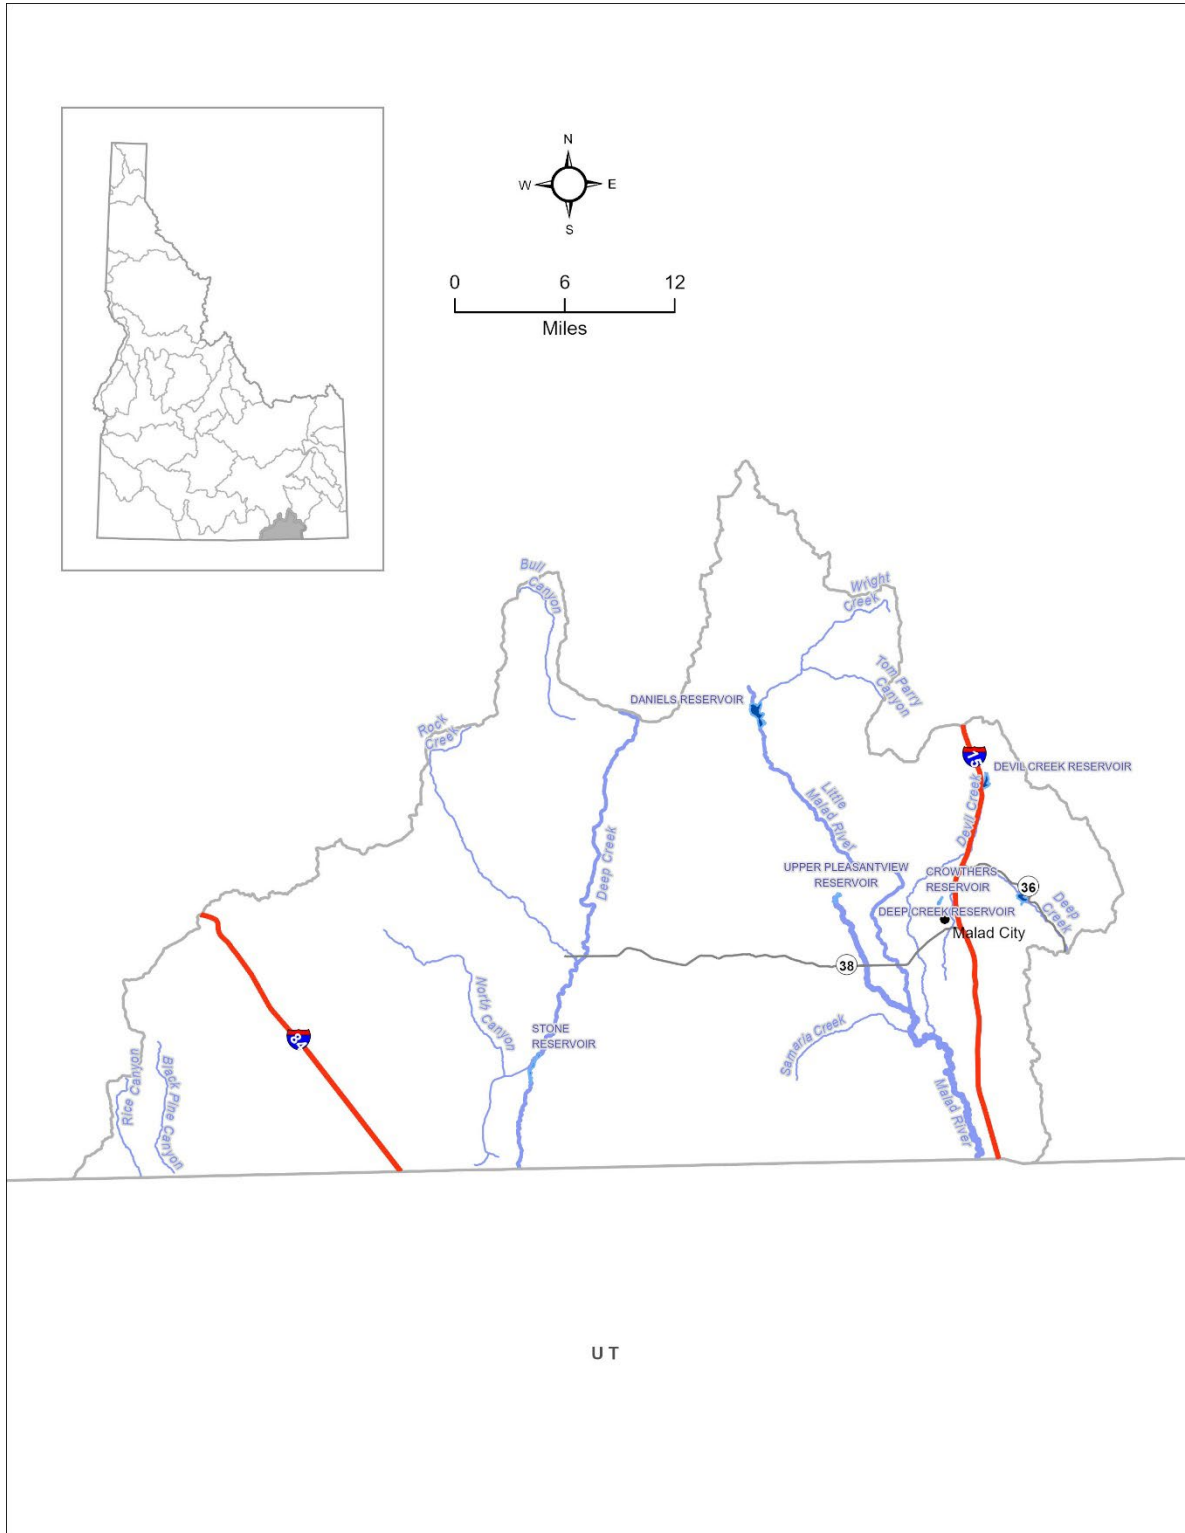 N
W
E
S
0 6 12
Miles
Bull
Canyon
Wright
Creek
Tom Parry
Canyon
DANIELS RESERVOIR
Rock
Creek
15
DEVIL CREEK RESERVOIR
Little
Malad River
Devil Creek
Deep Creek
UPPER PLEASANTVIEW
RESERVOIR
CROWTHERS
RESERVOIR
36
Deep
Creek
DEEP CREEK RESERVOIR
Malad City
38
North Canyon
STONE
RESERVOIR
84
Samaria Creek
Rice Canyon
Black Pine Canyon
Malad River
UT